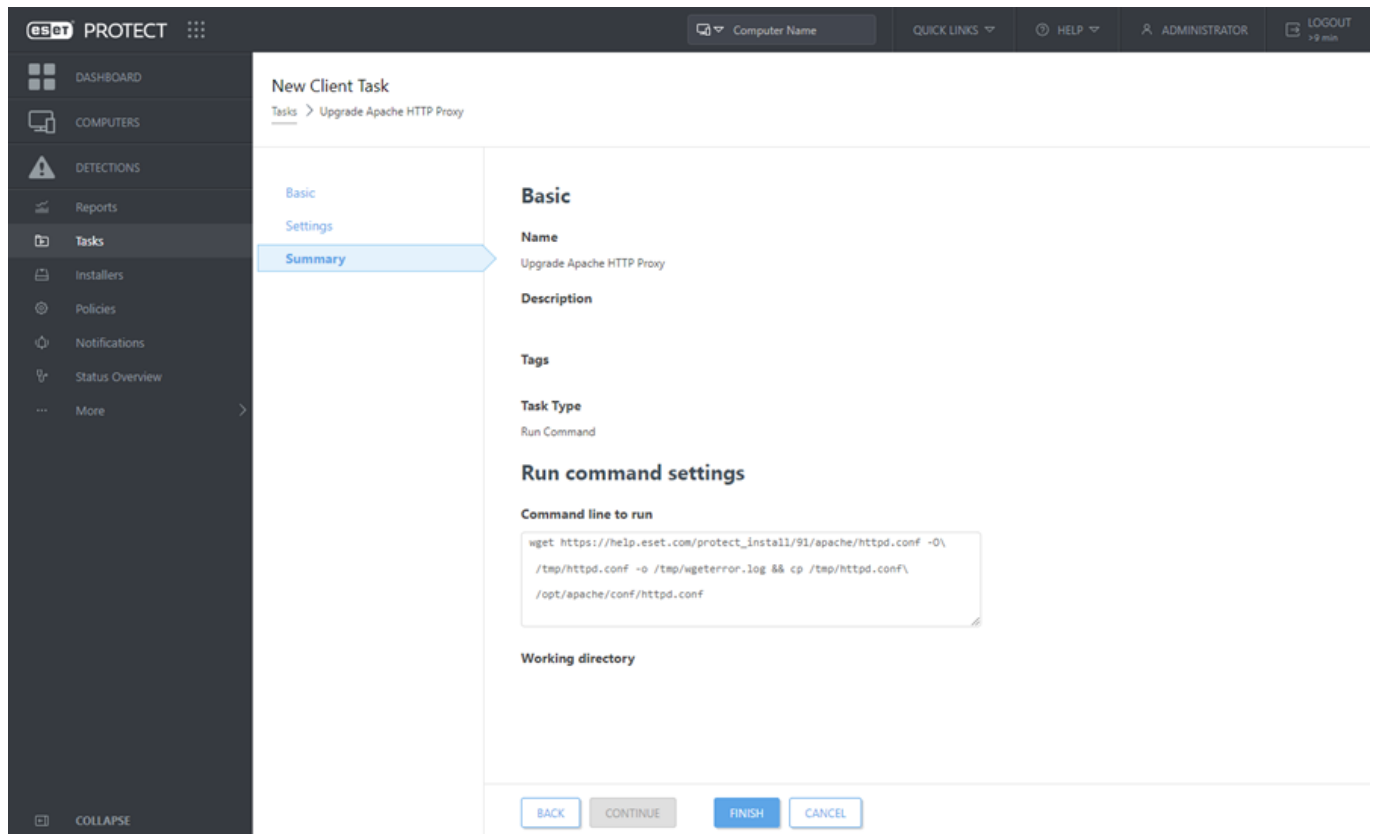 eset PROTECT
Computer Name
QUICK LINKS
HELP
ADMINISTRATOR
LOGOUT
>9 min
DASHBOARD
COMPUTERS
DETECTIONS
Reports
Tasks
Installers
Policies
Notifications
Status Overview
More
COLLAPSE
New Client Task
Tasks > Upgrade Apache HTTP Proxy
Basic
Settings
Summary
Basic
Name
Upgrade Apache HTTP Proxy
Description
Tags
Task Type
Run Command
Run command settings
Command line to run
wget https://help.eset.com/protect_install/91/apache/httpd.conf -O\
/tmp/httpd.conf -o /tmp/wgeterror.log && cp /tmp/httpd.conf\
/opt/apache/conf/httpd.conf
Working directory
BACK
CONTINUE
FINISH
CANCEL